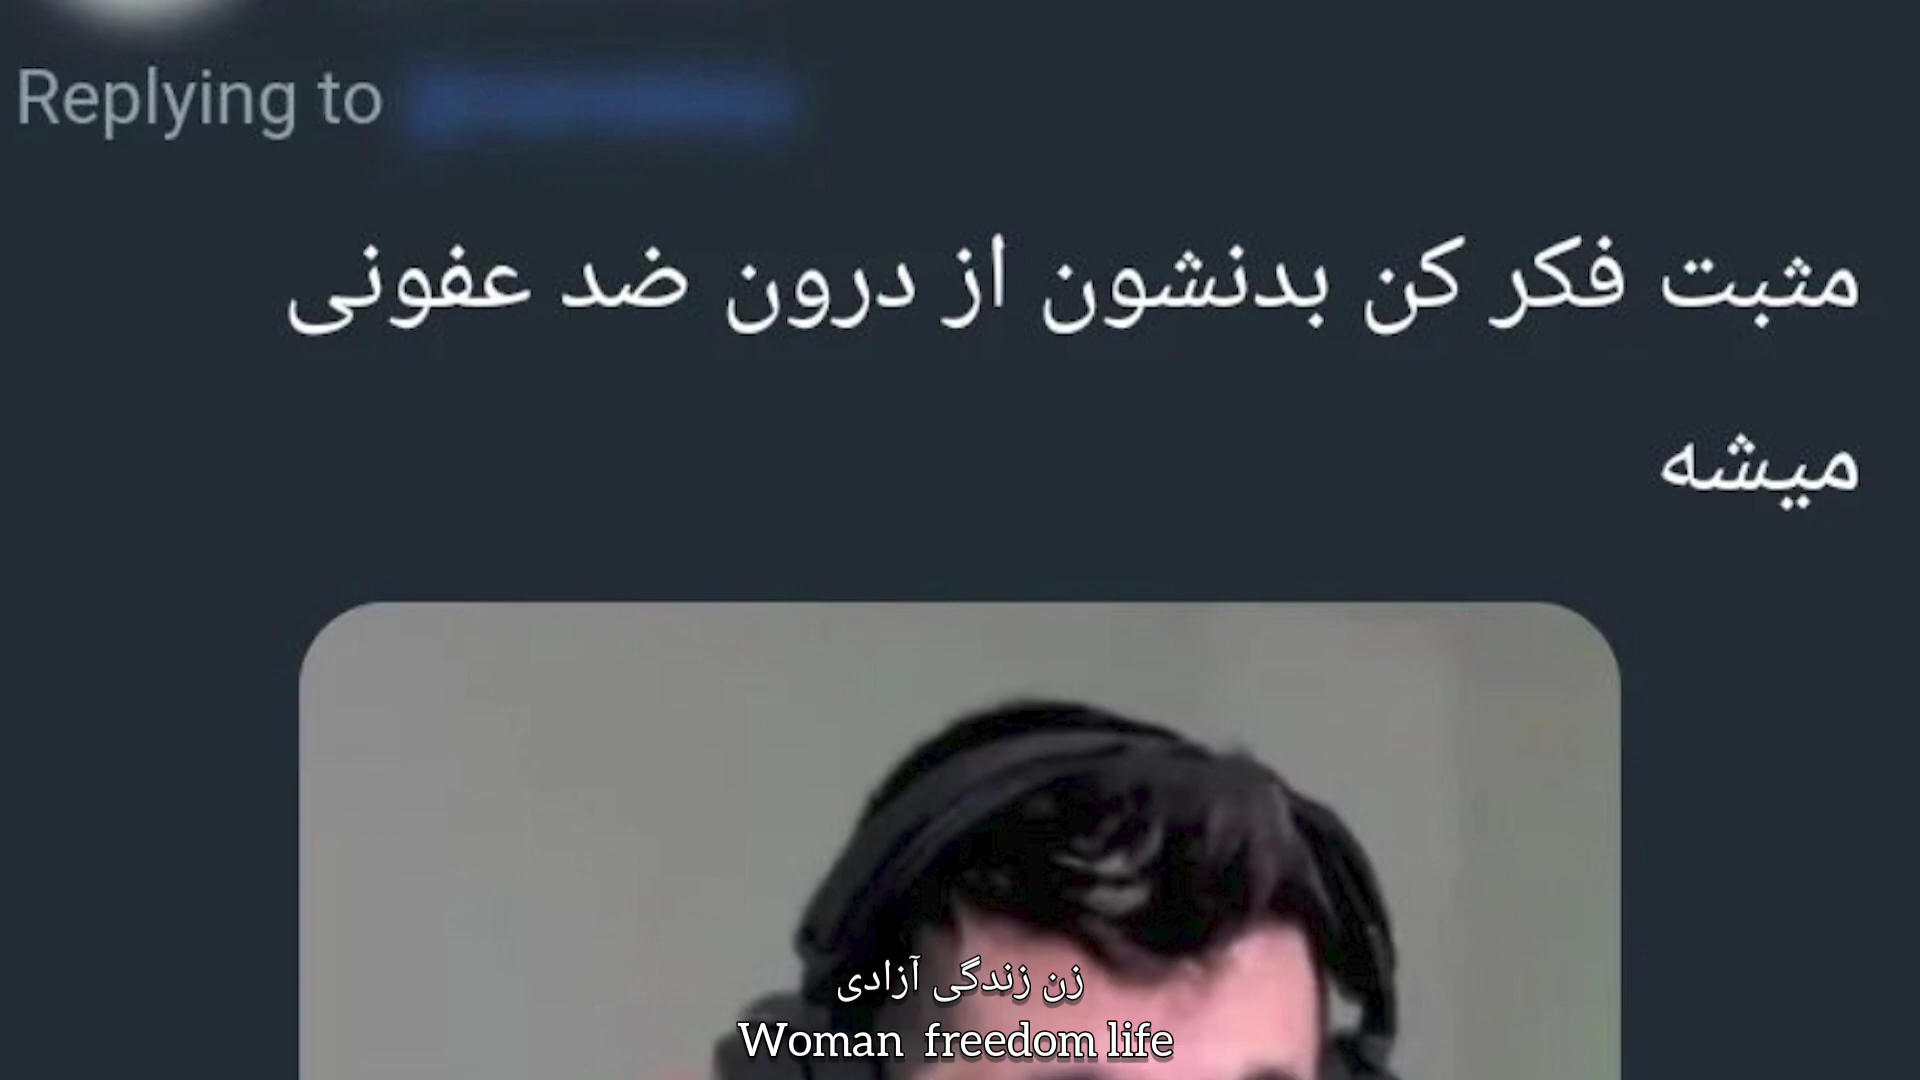 Replying to
مثبت فکر کن بدنشون از درون ضد عفونی
میشه
زن زندگی آزادی
Woman freedom life